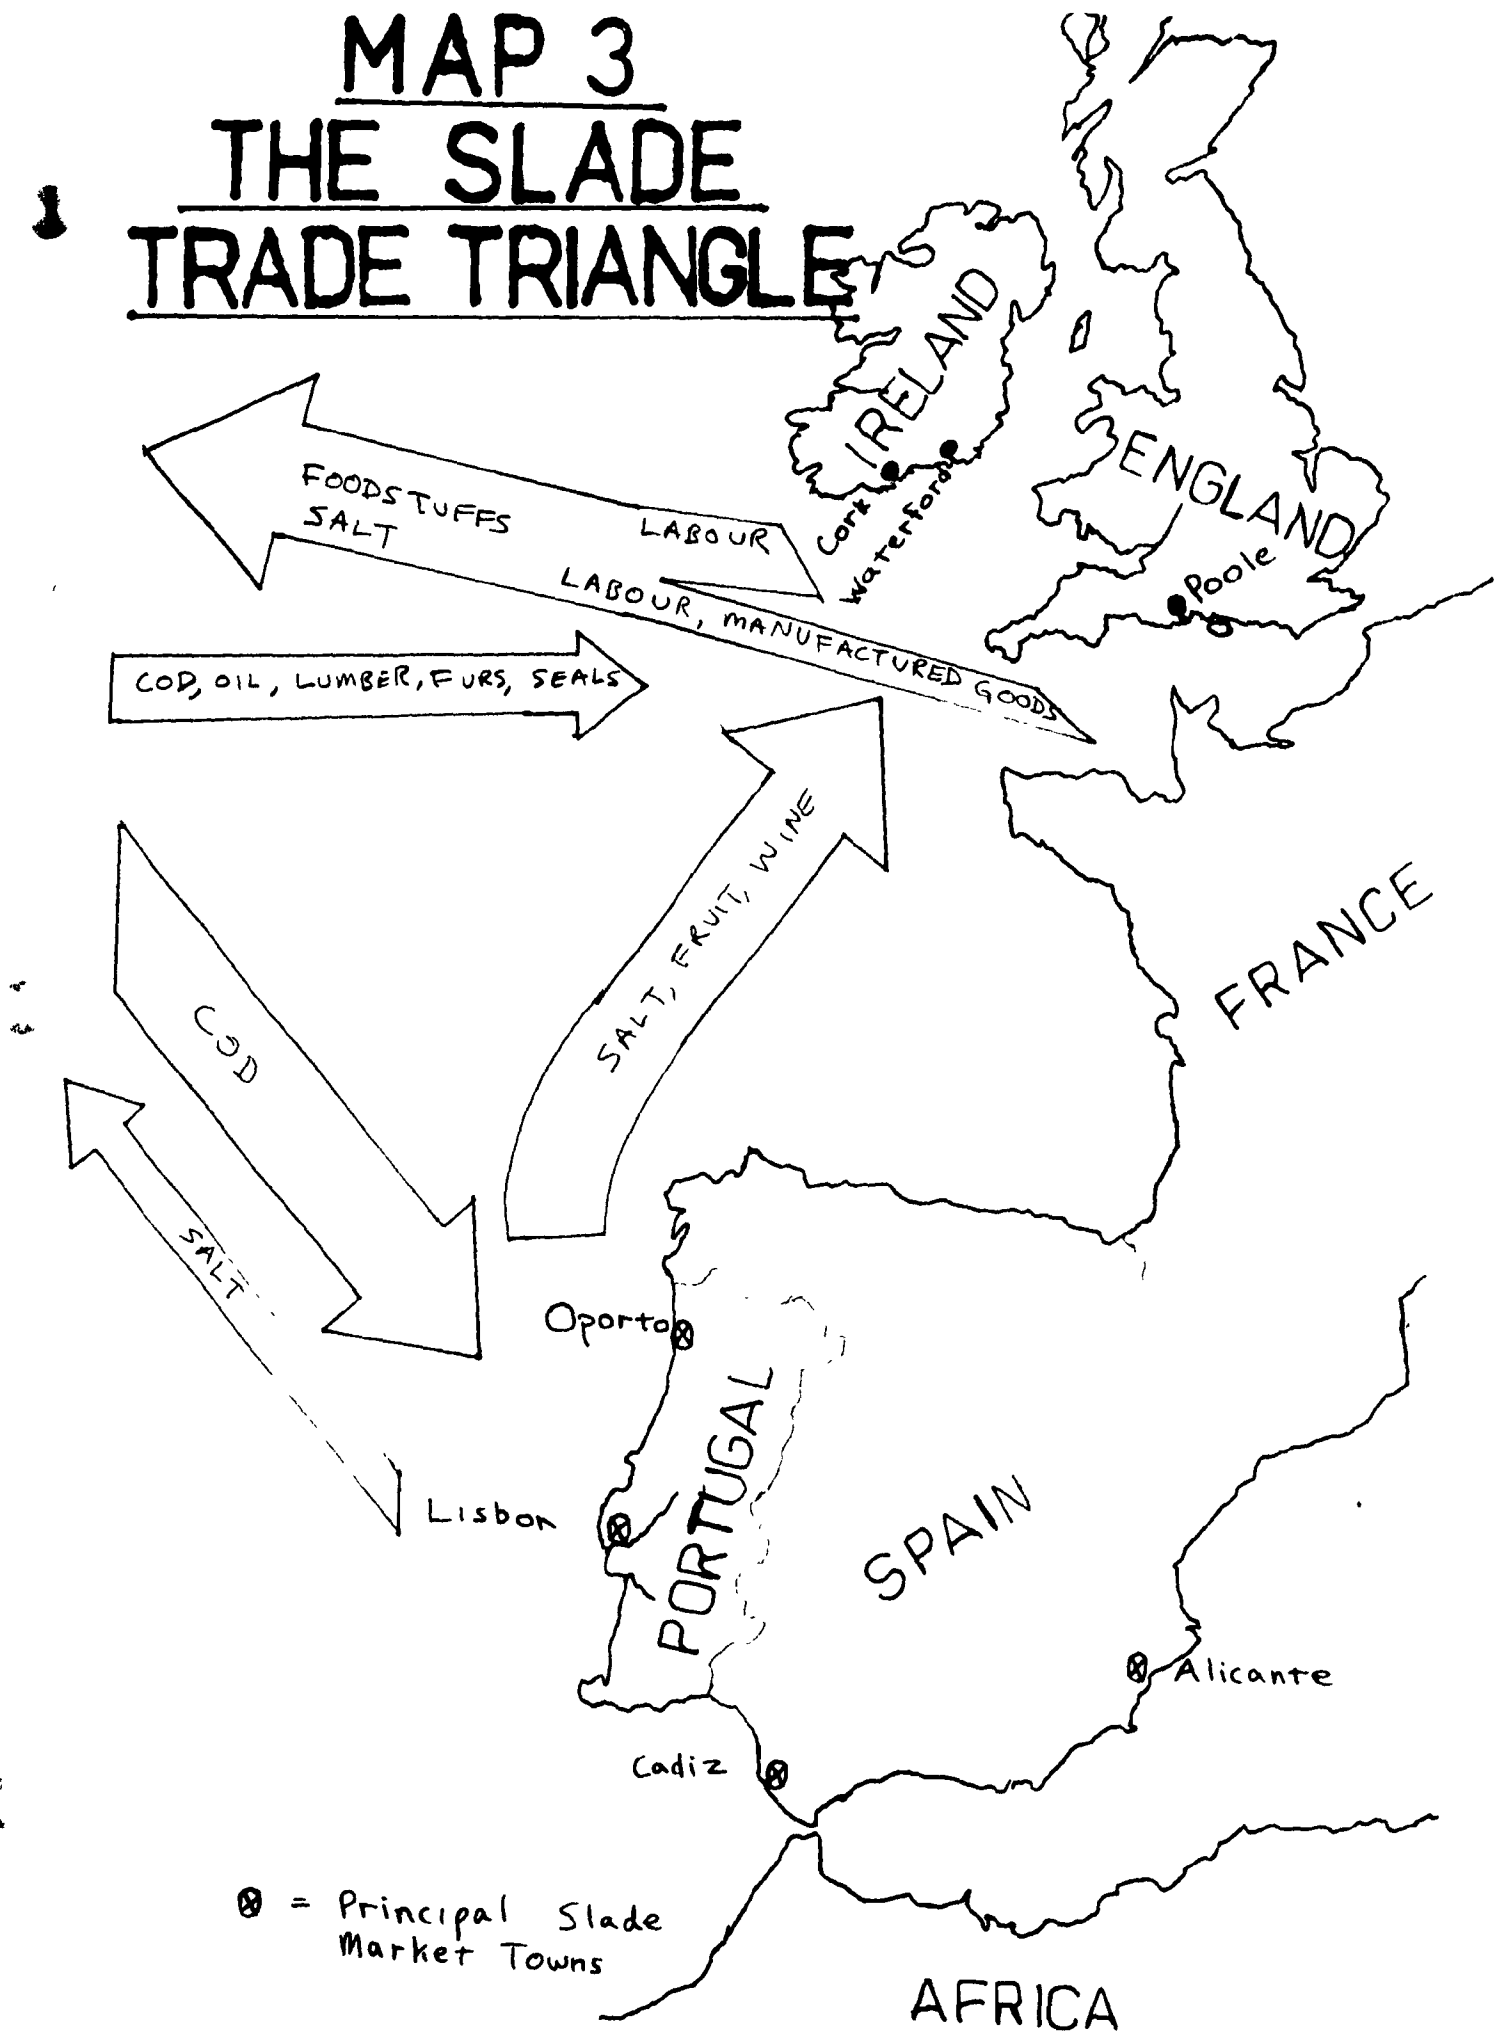 MAP 3
THE SLADE
TRADE TRIANGLE
IRELAND
ENGLAND
Cork
Waterford
Poole
FOODSTUFFS
SALT
LABOUR
LABOUR, MANUFACTURED GOODS
COD, OIL, LUMBER, FURS, SEALS
SALT, FRUIT, WINE
FRANCE
COD
SALT
Oporto
PORTUGAL
Lisbon
SPAIN
Alicante
Cadiz
⊗ = Principal Slade
Market Towns
AFRICA